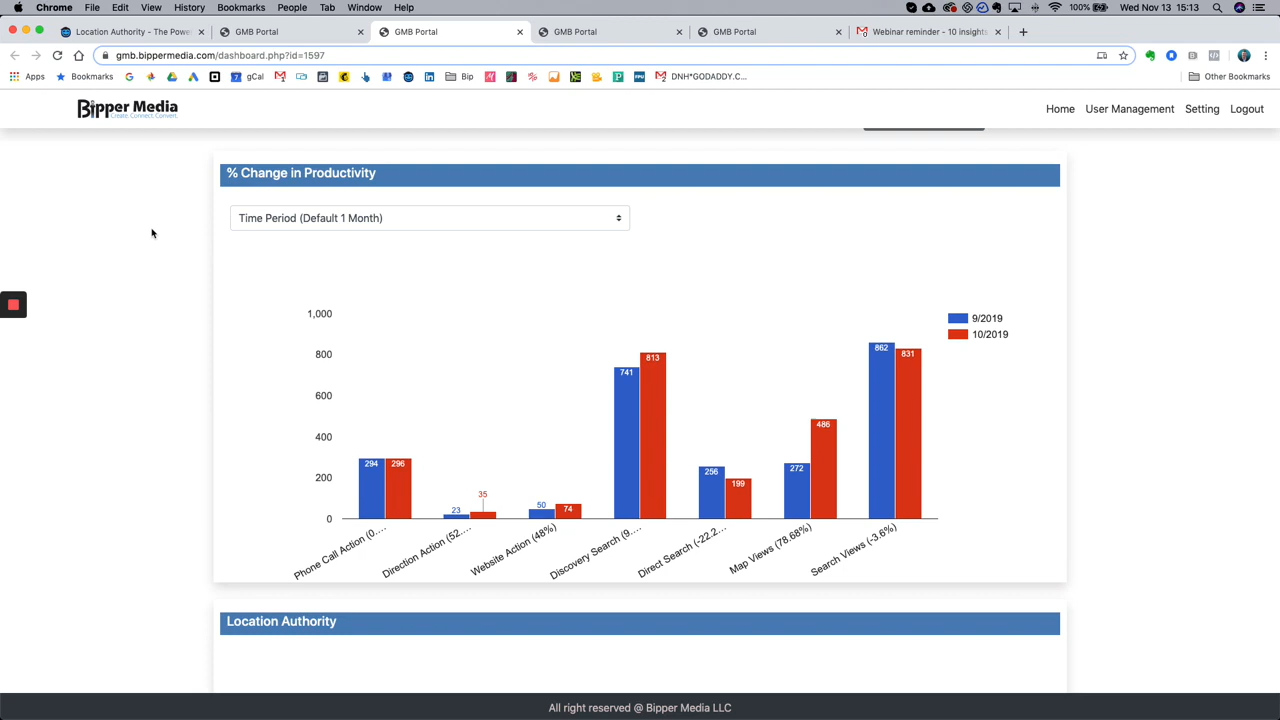 Chrome File Edit View History Bookmarks People Tab Window Help 100% Wed Nov 13 15:13
Location Authority - The Powe GMB Portal GMB Portal GMB Portal GMB Portal Webinar reminder - 10 insights
gmb.bippermedia.com/dashboard.php?id=1597
Apps Bookmarks gCal Bip DNH*GODADDY.C... Other Bookmarks
Bipper Media
Create. Connect. Convert.
Home User Management Setting Logout
% Change in Productivity
Time Period (Default 1 Month)
1,000
800
600
400
200
0
9/2019
10/2019
294 296 23 35 50 74 741 813 256 199 272 486 862 831
Phone Call Action (0....
Direction Action (52....
Website Action (48%)
Discovery Search (9....
Direct Search (-22.2...
Map Views (78.68%)
Search Views (-3.6%)
Location Authority
All right reserved @ Bipper Media LLC